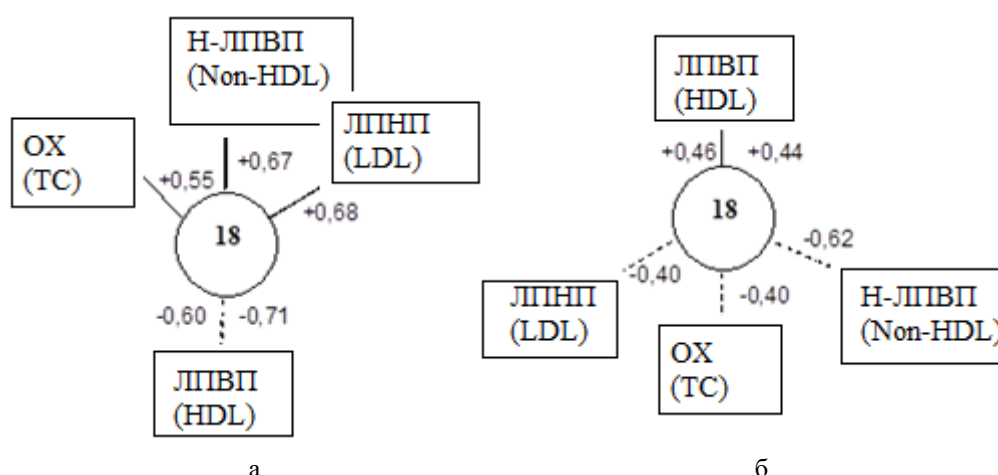 Н-ЛПВП
(Non-HDL)
ЛПНП
(LDL)
ОХ
(TC)
+0,55
+0,67
+0,68
18
-0,60
-0,71
ЛПВП
(HDL)
а
ЛПВП
(HDL)
+0,46
+0,44
18
-0,62
-0,40
-0,40
ЛПНП
(LDL)
ОХ
(TC)
Н-ЛПВП
(Non-HDL)
б